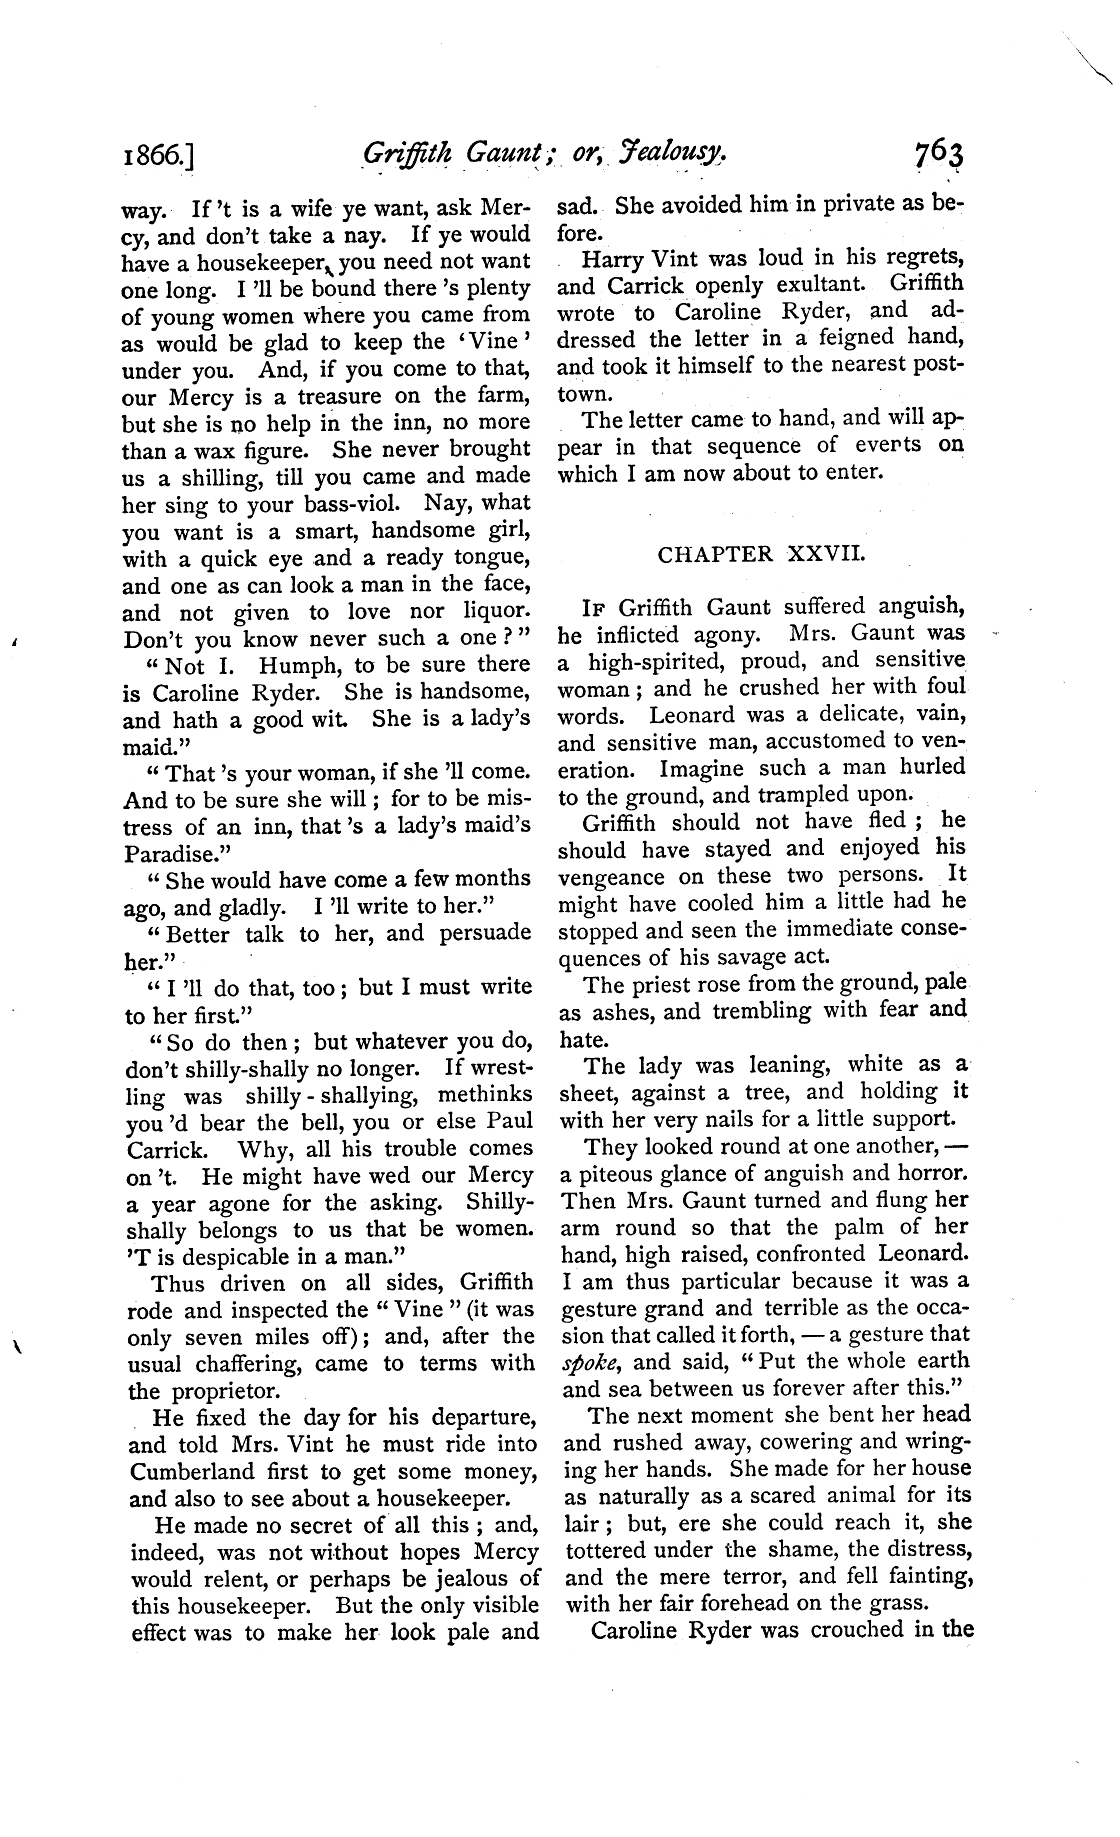 1866.] Griffith Gaunt; or, Jealousy. 763
way. If 't is a wife ye want, ask Mer-
cy, and don't take a nay. If ye would
have a housekeeper, you need not want
one long. I 'll be bound there 's plenty
of young women where you came from
as would be glad to keep the ‘Vine’
under you. And, if you come to that,
our Mercy is a treasure on the farm,
but she is no help in the inn, no more
than a wax figure. She never brought
us a shilling, till you came and made
her sing to your bass-viol. Nay, what
you want is a smart, handsome girl,
with a quick eye and a ready tongue,
and one as can look a man in the face,
and not given to love nor liquor.
Don't you know never such a one?”
“Not I. Humph, to be sure there
is Caroline Ryder. She is handsome,
and hath a good wit. She is a lady's
maid.”
“That 's your woman, if she 'll come.
And to be sure she will; for to be mis-
tress of an inn, that 's a lady's maid's
Paradise.”
“She would have come a few months
ago, and gladly. I 'll write to her.”
“Better talk to her, and persuade
her.”
“I 'll do that, too; but I must write
to her first.”
“So do then; but whatever you do,
don't shilly-shally no longer. If wrest-
ling was shilly-shallying, methinks
you 'd bear the bell, you or else Paul
Carrick. Why, all his trouble comes
on 't. He might have wed our Mercy
a year agone for the asking. Shilly-
shally belongs to us that be women.
'T is despicable in a man.”
Thus driven on all sides, Griffith
rode and inspected the “Vine” (it was
only seven miles off); and, after the
usual chaffering, came to terms with
the proprietor.
He fixed the day for his departure,
and told Mrs. Vint he must ride into
Cumberland first to get some money,
and also to see about a housekeeper.
He made no secret of all this; and,
indeed, was not without hopes Mercy
would relent, or perhaps be jealous of
this housekeeper. But the only visible
effect was to make her look pale and
sad. She avoided him in private as be-
fore.
Harry Vint was loud in his regrets,
and Carrick openly exultant. Griffith
wrote to Caroline Ryder, and ad-
dressed the letter in a feigned hand,
and took it himself to the nearest post-
town.
The letter came to hand, and will ap-
pear in that sequence of events on
which I am now about to enter.
CHAPTER XXVII.
IF Griffith Gaunt suffered anguish,
he inflicted agony. Mrs. Gaunt was
a high-spirited, proud, and sensitive
woman; and he crushed her with foul
words. Leonard was a delicate, vain,
and sensitive man, accustomed to ven-
eration. Imagine such a man hurled
to the ground, and trampled upon.
Griffith should not have fled; he
should have stayed and enjoyed his
vengeance on these two persons. It
might have cooled him a little had he
stopped and seen the immediate conse-
quences of his savage act.
The priest rose from the ground, pale
as ashes, and trembling with fear and
hate.
The lady was leaning, white as a
sheet, against a tree, and holding it
with her very nails for a little support.
They looked round at one another,—
a piteous glance of anguish and horror.
Then Mrs. Gaunt turned and flung her
arm round so that the palm of her
hand, high raised, confronted Leonard.
I am thus particular because it was a
gesture grand and terrible as the occa-
sion that called it forth,—a gesture that
spoke, and said, “Put the whole earth
and sea between us forever after this.”
The next moment she bent her head
and rushed away, cowering and wring-
ing her hands. She made for her house
as naturally as a scared animal for its
lair; but, ere she could reach it, she
tottered under the shame, the distress,
and the mere terror, and fell fainting,
with her fair forehead on the grass.
Caroline Ryder was crouched in the